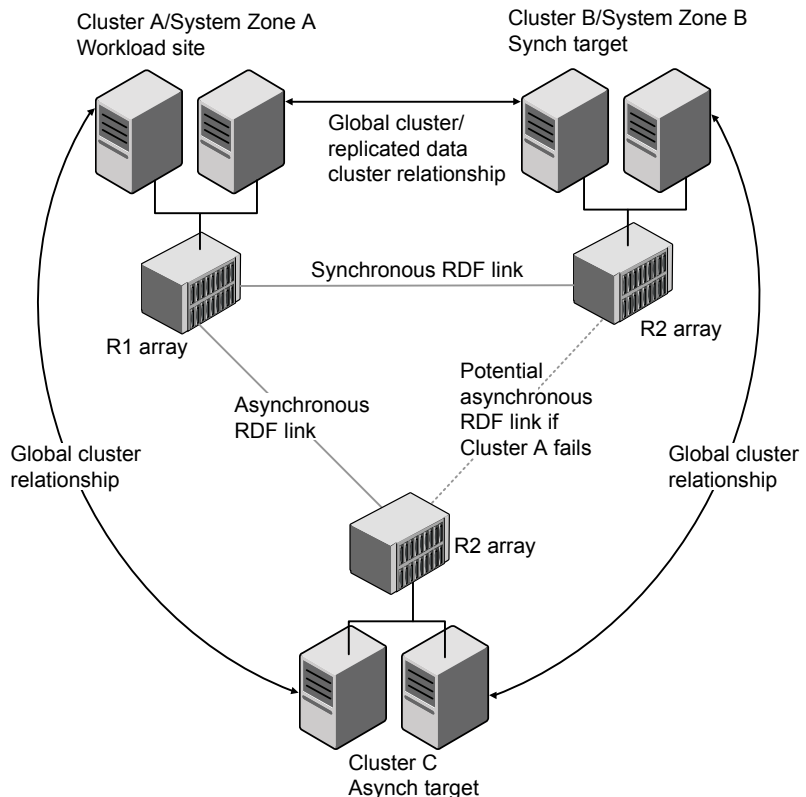 Cluster A/System Zone A
Workload site
Cluster B/System Zone B
Synch target
Global cluster/
replicated data
cluster relationship
Synchronous RDF link
R1 array
R2 array
Asynchronous
RDF link
Potential
asynchronous
RDF link if
Cluster A fails
Global cluster
relationship
Global cluster
relationship
R2 array
Cluster C
Asynch target